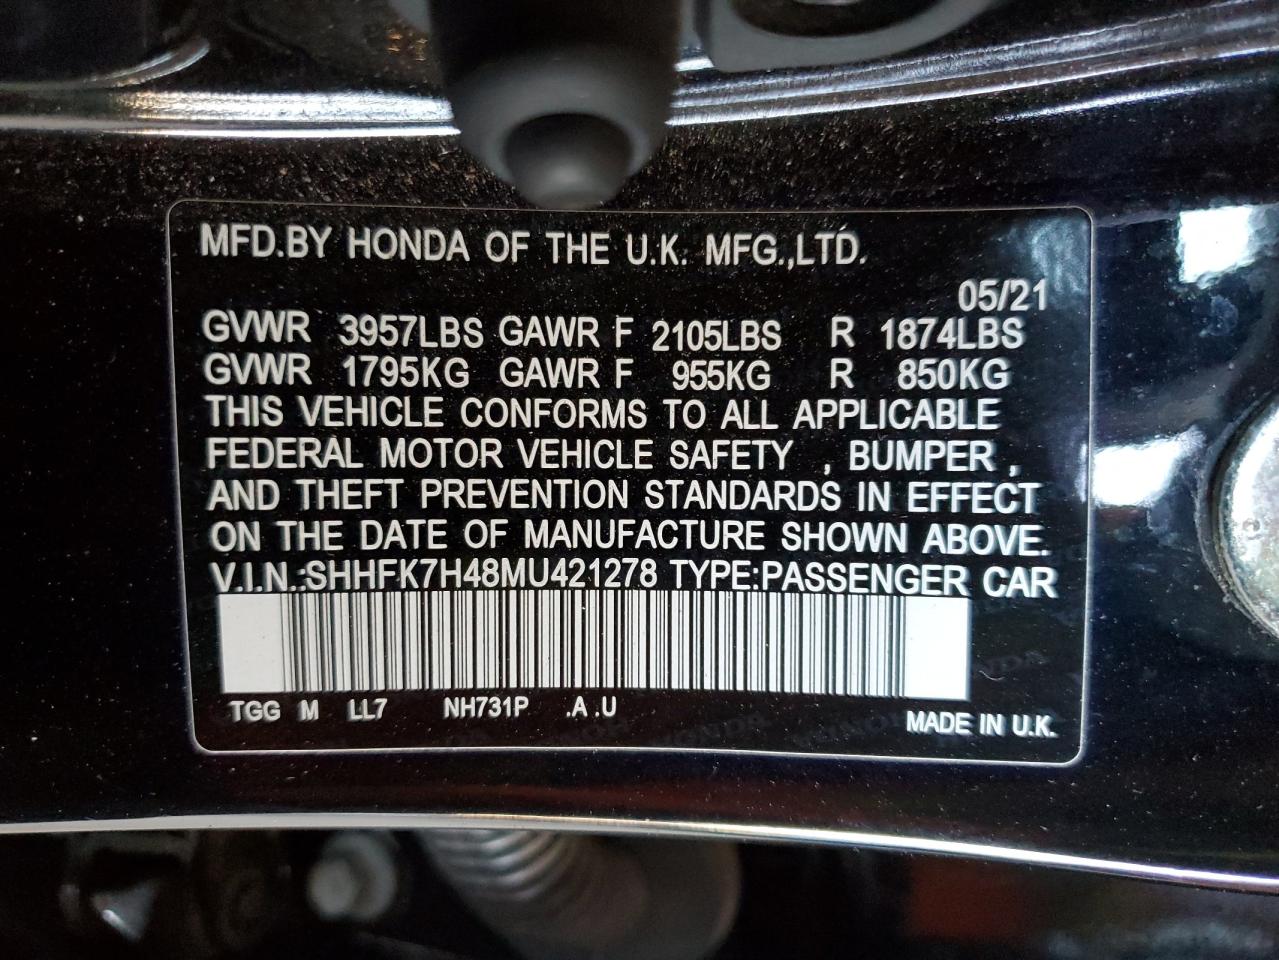 MFD.BY HONDA OF THE U.K. MFG.,LTD.
05/21
GVWR 3957LBS GAWR F 2105LBS R 1874LBS
GVWR 1795KG GAWR F 955KG R 850KG
THIS VEHICLE CONFORMS TO ALL APPLICABLE
FEDERAL MOTOR VEHICLE SAFETY , BUMPER ,
AND THEFT PREVENTION STANDARDS IN EFFECT
ON THE DATE OF MANUFACTURE SHOWN ABOVE.
V.I.N.:SHHFK7H48MU421278 TYPE:PASSENGER CAR
TGG M LL7 NH731P .A .U
MADE IN U.K.